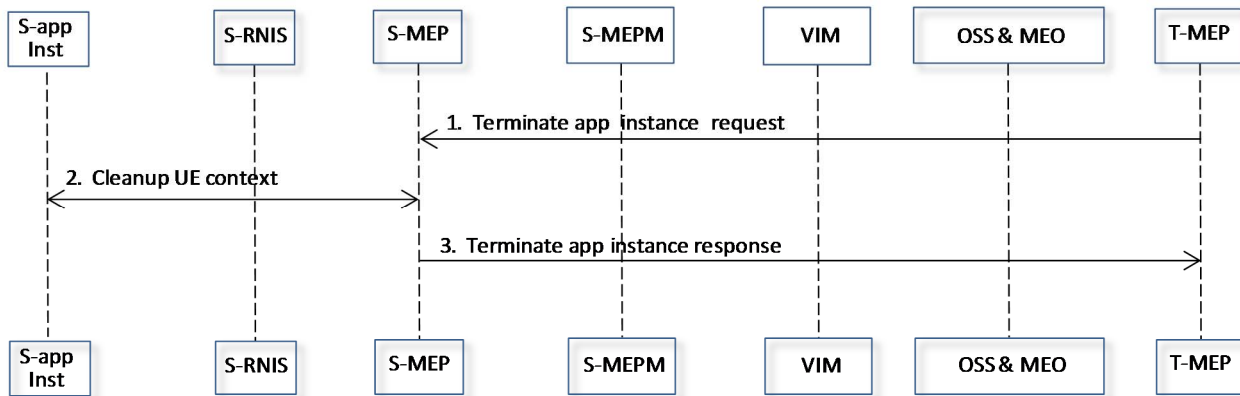 S-app
Inst
S-RNIS
S-MEP
S-MEPM
VIM
OSS & MEO
T-MEP
1. Terminate app instance request
2. Cleanup UE context
3. Terminate app instance response
S-app
Inst
S-RNIS
S-MEP
S-MEPM
VIM
OSS & MEO
T-MEP